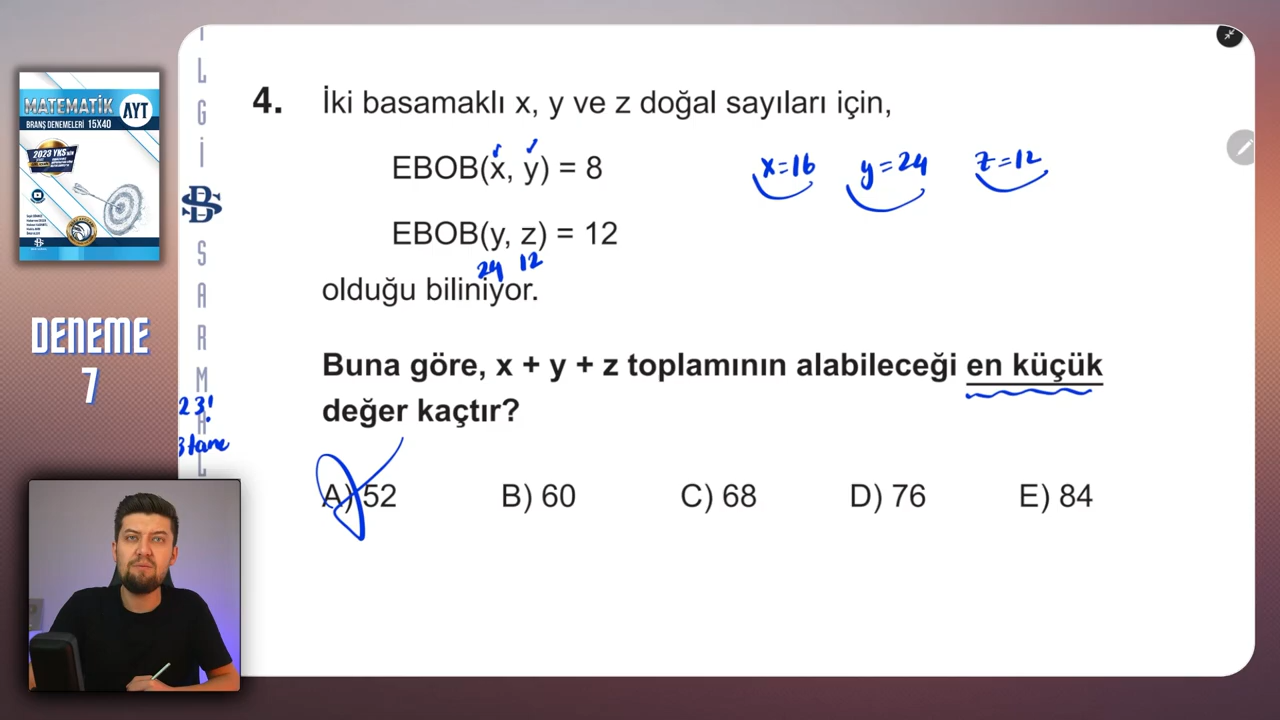 MATEMATİK AYT
BRANŞ DENEMELERİ 15X40
2023 YKS'NİN
DENEME
7
LGİ
SARMAL
4. İki basamaklı x, y ve z doğal sayıları için,
EBOB(x, y) = 8
x=16 y=24 z=12
EBOB(y, z) = 12
24 12
olduğu biliniyor.
Buna göre, x + y + z toplamının alabileceği en küçük
değer kaçtır?
23!
3 tane
A) 52 B) 60 C) 68 D) 76 E) 84